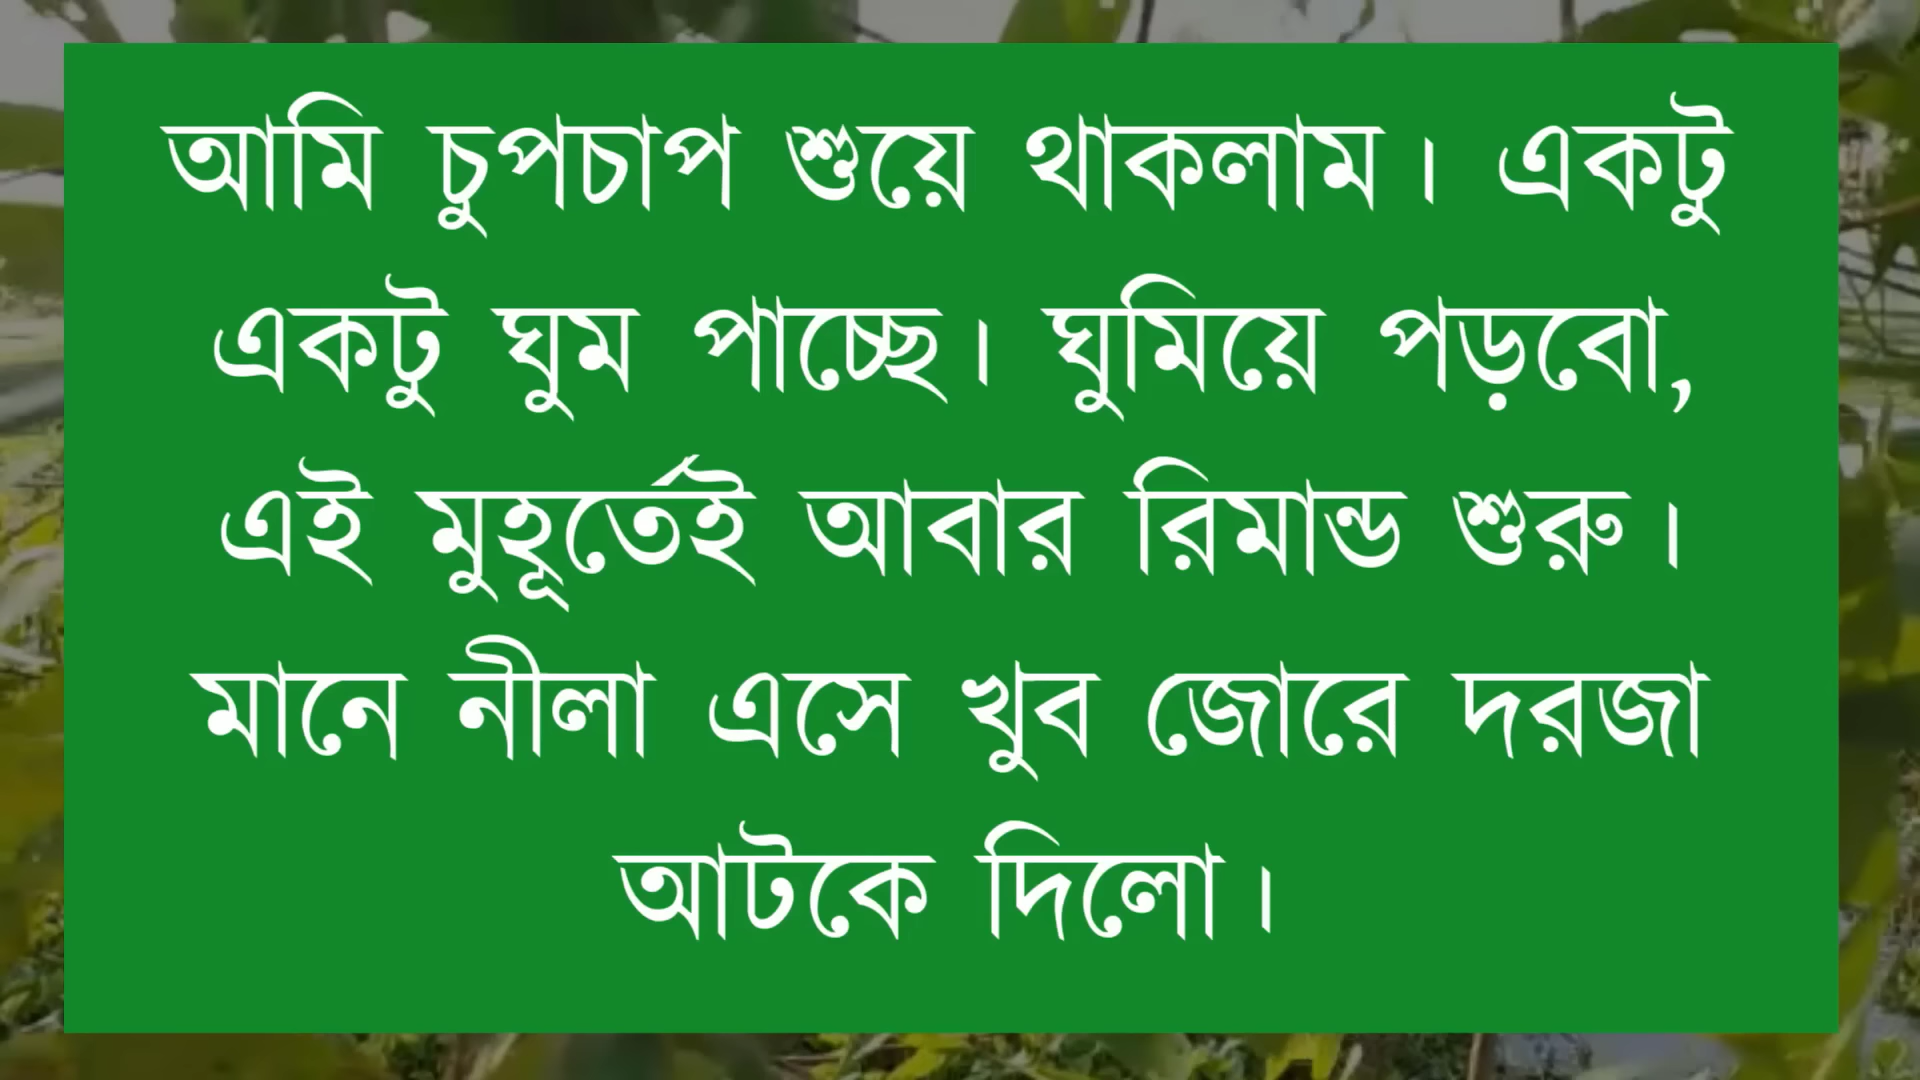 আমি চুপচাপ শুয়ে থাকলাম। একটু
একটু ঘুম পাচ্ছে। ঘুমিয়ে পড়বো,
এই মুহূর্তেই আবার রিমান্ড শুরু।
মানে নীলা এসে খুব জোরে দরজা
আটকে দিলো।